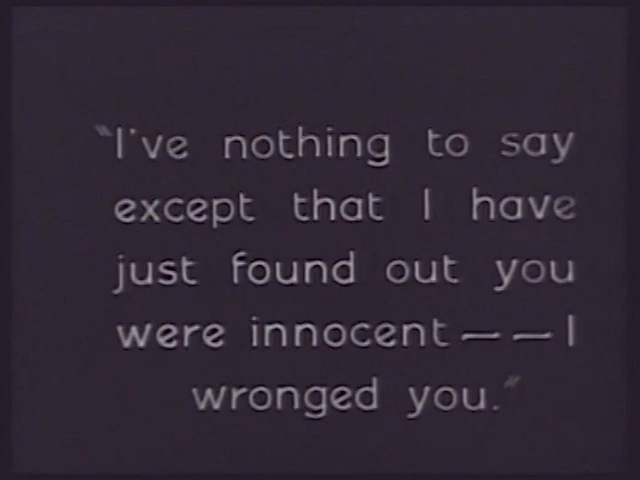 "I've nothing to say
except that I have
just found out you
were innocent — — I
wronged you."